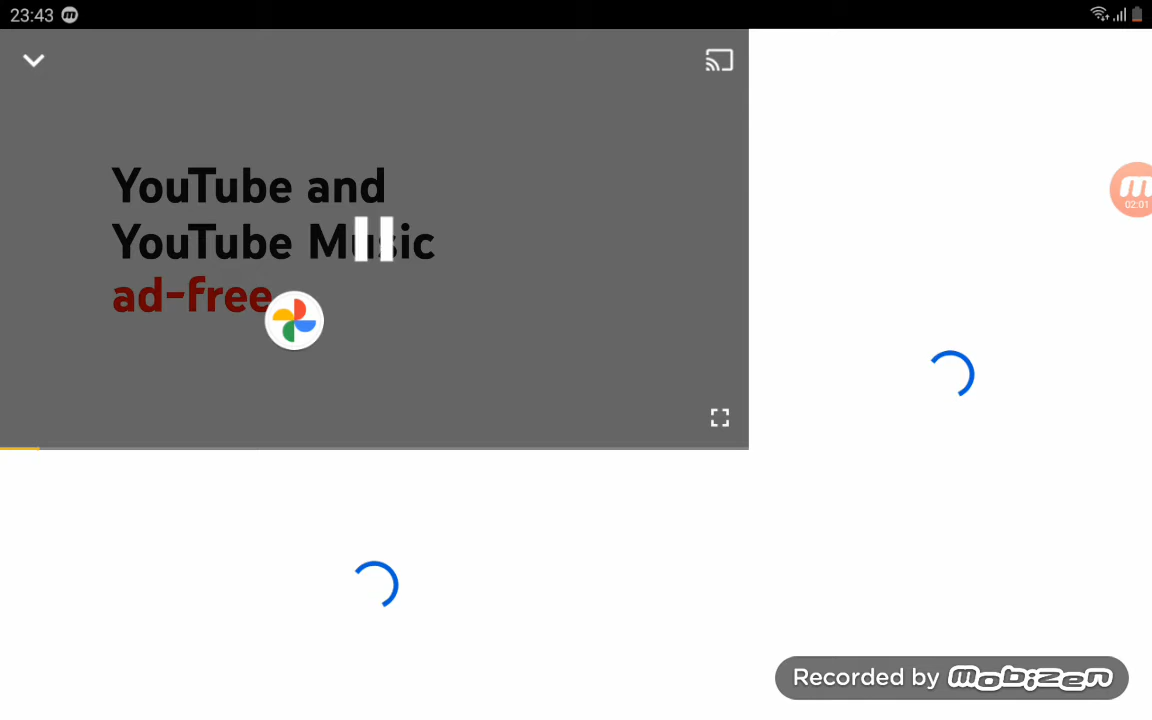 23:43
YouTube and
YouTube Music
ad-free
02:01
Recorded by mobizen